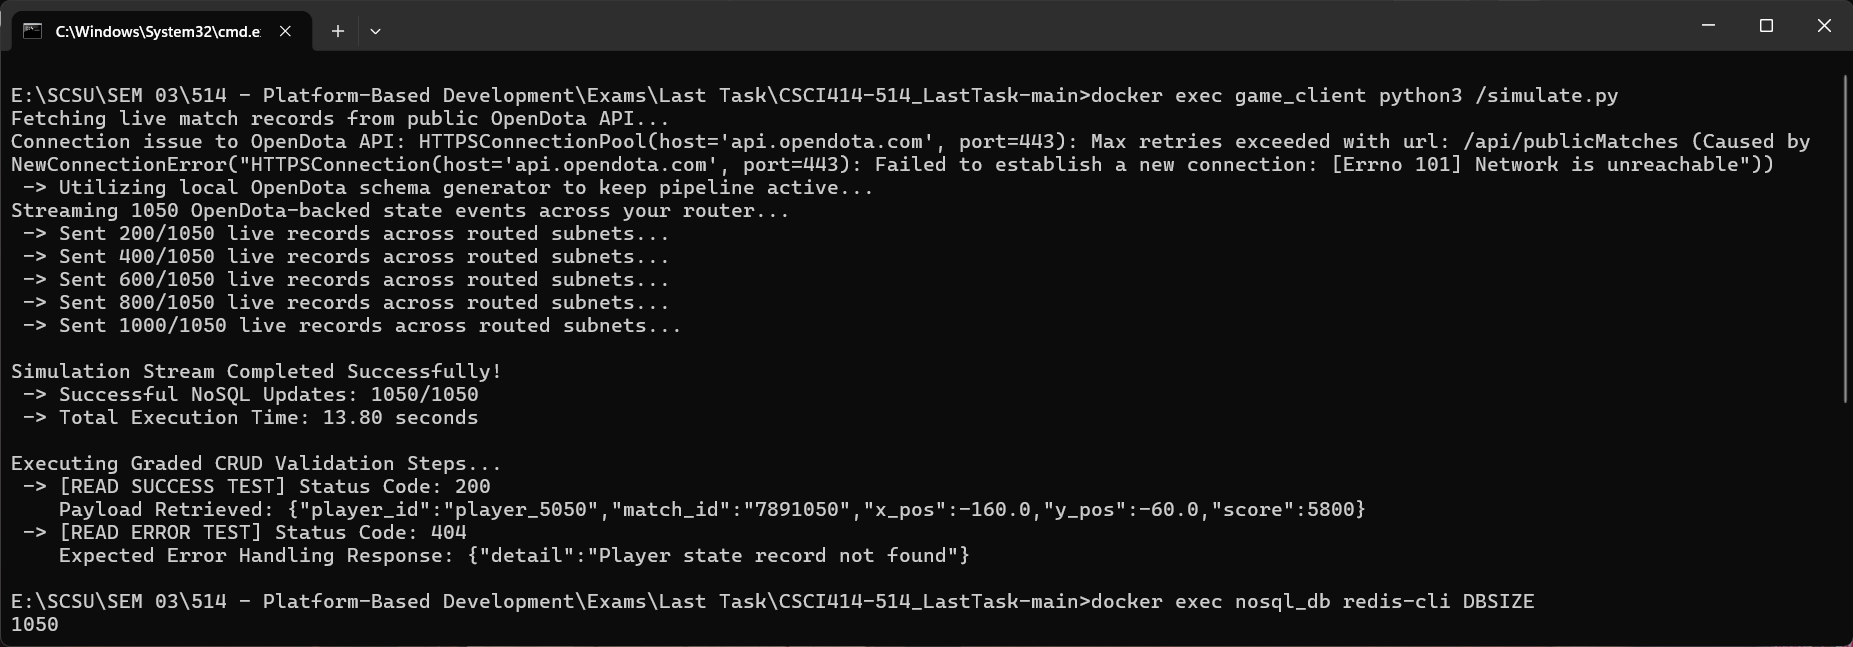 C:\Windows\System32\cmd.e
E:\SCSU\SEM 03\514 - Platform-Based Development\Exams\Last Task\CSCI414-514_LastTask-main>docker exec game_client python3 /simulate.py
Fetching live match records from public OpenDota API...
Connection issue to OpenDota API: HTTPSConnectionPool(host='api.opendota.com', port=443): Max retries exceeded with url: /api/publicMatches (Caused by
NewConnectionError("HTTPSConnection(host='api.opendota.com', port=443): Failed to establish a new connection: [Errno 101] Network is unreachable"))
-> Utilizing local OpenDota schema generator to keep pipeline active...
Streaming 1050 OpenDota-backed state events across your router...
-> Sent 200/1050 live records across routed subnets...
-> Sent 400/1050 live records across routed subnets...
-> Sent 600/1050 live records across routed subnets...
-> Sent 800/1050 live records across routed subnets...
-> Sent 1000/1050 live records across routed subnets...
Simulation Stream Completed Successfully!
-> Successful NoSQL Updates: 1050/1050
-> Total Execution Time: 13.80 seconds
Executing Graded CRUD Validation Steps...
-> [READ SUCCESS TEST] Status Code: 200
Payload Retrieved: {"player_id":"player_5050","match_id":"7891050","x_pos":-160.0,"y_pos":-60.0,"score":5800}
-> [READ ERROR TEST] Status Code: 404
Expected Error Handling Response: {"detail":"Player state record not found"}
E:\SCSU\SEM 03\514 - Platform-Based Development\Exams\Last Task\CSCI414-514_LastTask-main>docker exec nosql_db redis-cli DBSIZE
1050